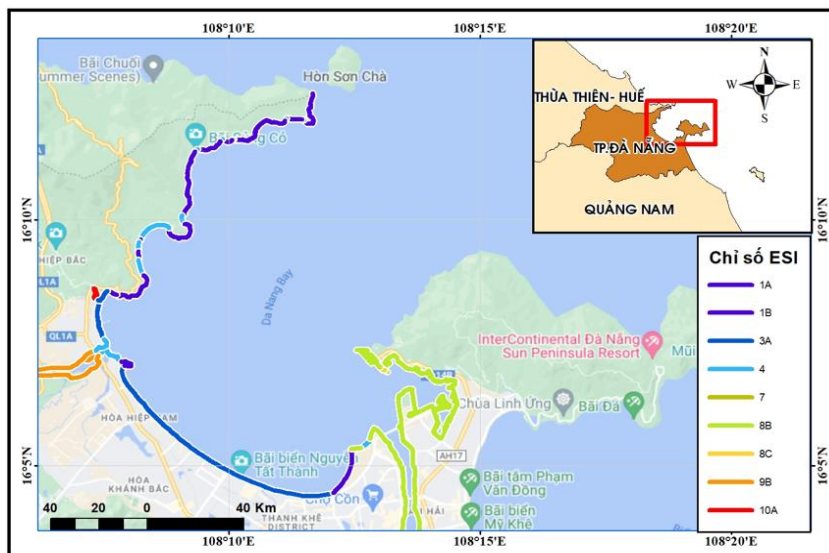 108°10'E
108°15'E
108°20'E
Bãi Chuối
ummer Scenes)
Hòn Sơn Chà
N
W
E
S
THỪA THIÊN- HUẾ
TP.ĐÀ NẴNG
QUẢNG NAM
16°10'N
16°10'N
HIỆP BẮC
QL1A
Da Nang Bay
QL1A
Chỉ số ESI
1A
1B
3A
4
7
8B
8C
9B
10A
InterContinental Đà Nẵng
Sun Peninsula Resort
Mũi
Chùa Linh Ứng
Bãi Đá
HÒA HIỆP NAM
Bãi biển Nguyễn
Tất Thành
HÒA
KHÁNH BẮC
AH17
16°5'N
16°5'N
Bãi tắm Phạm
Văn Đồng
Chợ Cồn
THANH KHÊ
DISTRICT
Bãi biển
Mỹ Khê
40
20
0
40 Km
108°10'E
108°15'E
108°20'E